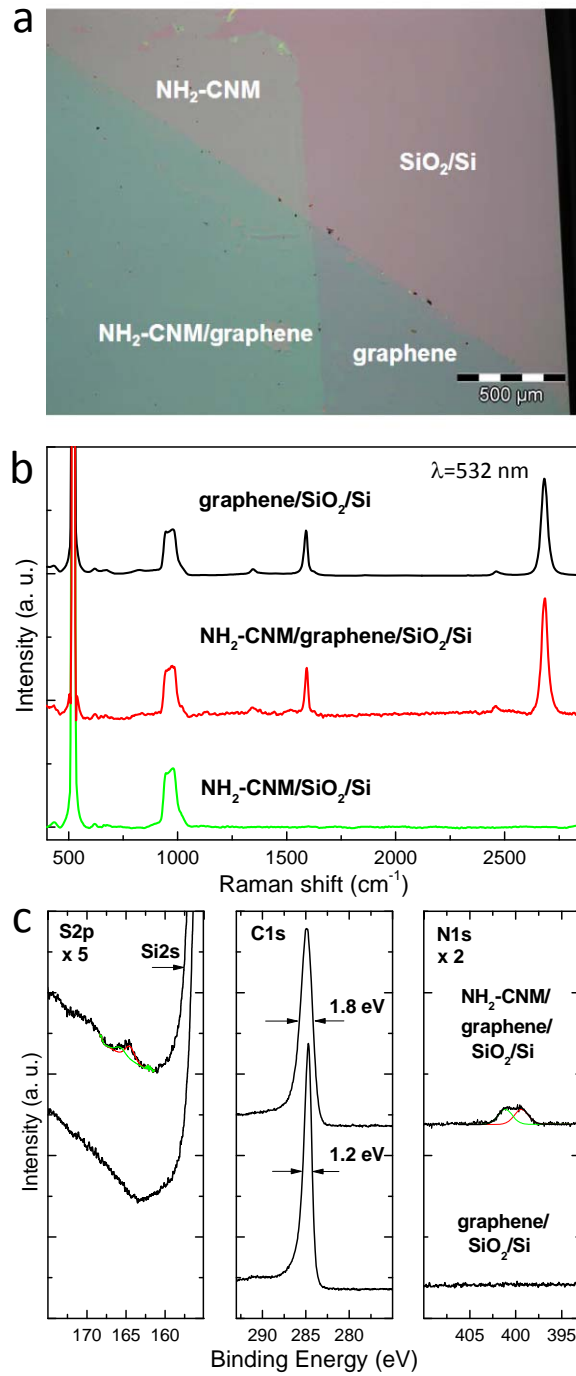 a
NH₂-CNM
SiO₂/Si
NH₂-CNM/graphene
graphene
500 μm
b
λ=532 nm
graphene/SiO₂/Si
NH₂-CNM/graphene/SiO₂/Si
NH₂-CNM/SiO₂/Si
Intensity (a. u.)
500 1000 1500 2000 2500
Raman shift (cm⁻¹)
c
S2p
x 5
Si2s
C1s
1.8 eV
1.2 eV
N1s
x 2
NH₂-CNM/
graphene/
SiO₂/Si
graphene/
SiO₂/Si
Intensity (a. u.)
170 165 160
290 285 280
405 400 395
Binding Energy (eV)